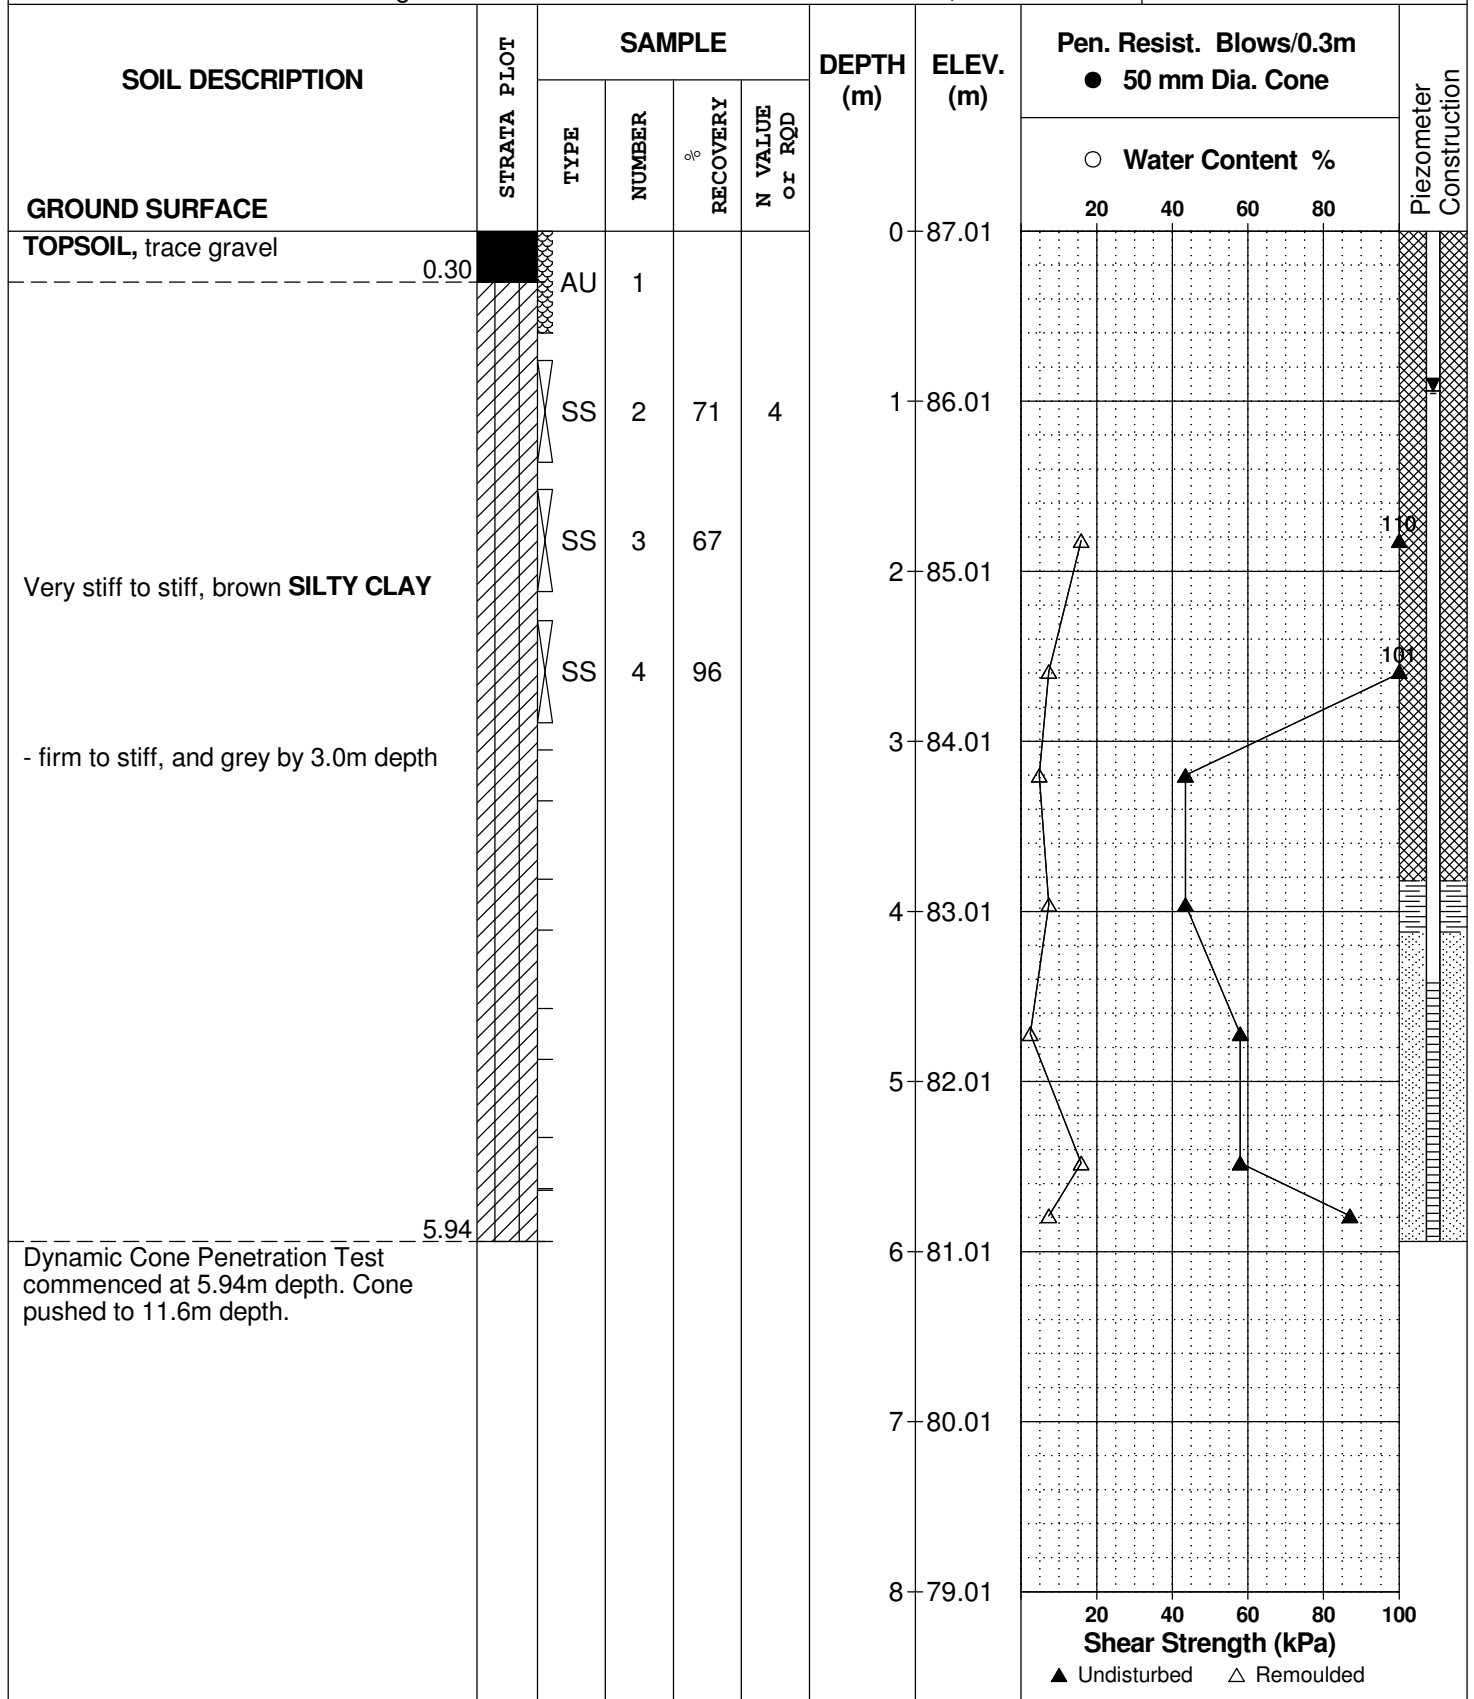 SOIL DESCRIPTION
GROUND SURFACE
STRATA PLOT
SAMPLE
TYPE
NUMBER
% RECOVERY
N VALUE or RQD
DEPTH (m)
ELEV. (m)
Pen. Resist. Blows/0.3m
● 50 mm Dia. Cone
○ Water Content %
20 40 60 80
Piezometer Construction
TOPSOIL, trace gravel
0.30
AU 1
SS 2 71 4
SS 3 67
Very stiff to stiff, brown SILTY CLAY
SS 4 96
- firm to stiff, and grey by 3.0m depth
5.94
Dynamic Cone Penetration Test
commenced at 5.94m depth. Cone
pushed to 11.6m depth.
0 87.01
1 86.01
2 85.01
3 84.01
4 83.01
5 82.01
6 81.01
7 80.01
8 79.01
110
101
20 40 60 80 100
Shear Strength (kPa)
▲ Undisturbed △ Remoulded